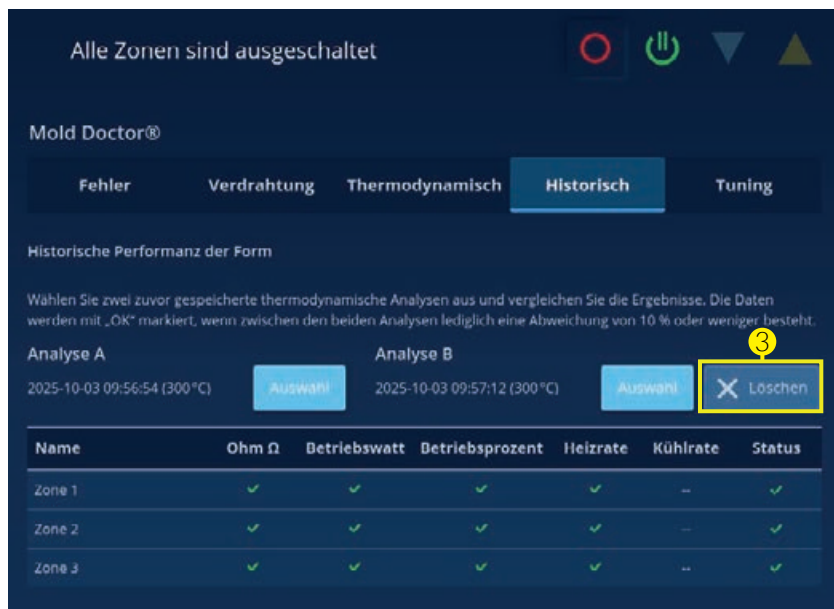 Alle Zonen sind ausgeschaltet
Mold Doctor®
Fehler Verdrahtung Thermodynamisch Historisch Tuning
Historische Performanz der Form
Wählen Sie zwei zuvor gespeicherte thermodynamische Analysen aus und vergleichen Sie die Ergebnisse. Die Daten
werden mit „OK“ markiert, wenn zwischen den beiden Analysen lediglich eine Abweichung von 10 % oder weniger besteht.
3
Analyse A Analyse B
2025-10-03 09:56:54 (300°C) Auswahl 2025-10-03 09:57:12 (300°C) Auswahl Löschen
Name Ohm Ω Betriebswatt Betriebsprozent Heizrate Kühlrate Status
Zone 1 ✓ ✓ ✓ ✓ -- ✓
Zone 2 ✓ ✓ ✓ ✓ -- ✓
Zone 3 ✓ ✓ ✓ ✓ -- ✓